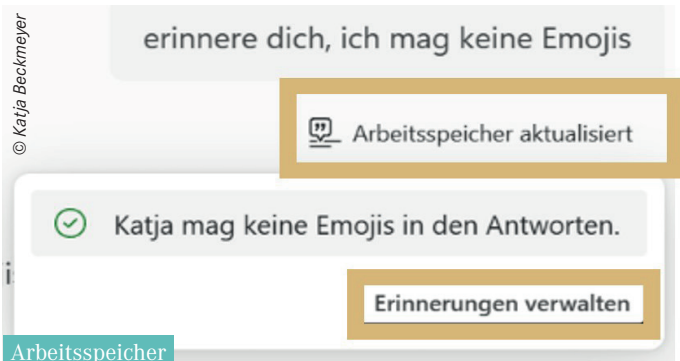 © Katja Beckmeyer
erinnere dich, ich mag keine Emojis
Arbeitsspeicher aktualisiert
Katja mag keine Emojis in den Antworten.
Erinnerungen verwalten
Arbeitsspeicher